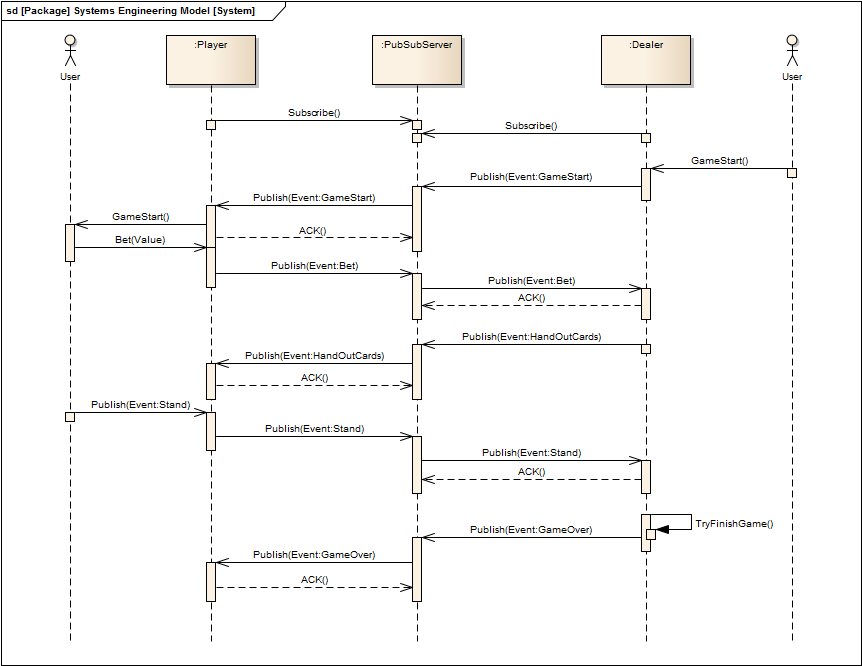 sd [Package] Systems Engineering Model [System]
:Player
:PubSubServer
:Dealer
User
User
Subscribe()
Subscribe()
GameStart()
Publish(Event:GameStart)
Publish(Event:GameStart)
GameStart()
ACK()
Bet(Value)
Publish(Event:Bet)
Publish(Event:Bet)
ACK()
Publish(Event:HandOutCards)
Publish(Event:HandOutCards)
ACK()
Publish(Event:Stand)
Publish(Event:Stand)
Publish(Event:Stand)
ACK()
TryFinishGame()
Publish(Event:GameOver)
Publish(Event:GameOver)
ACK()